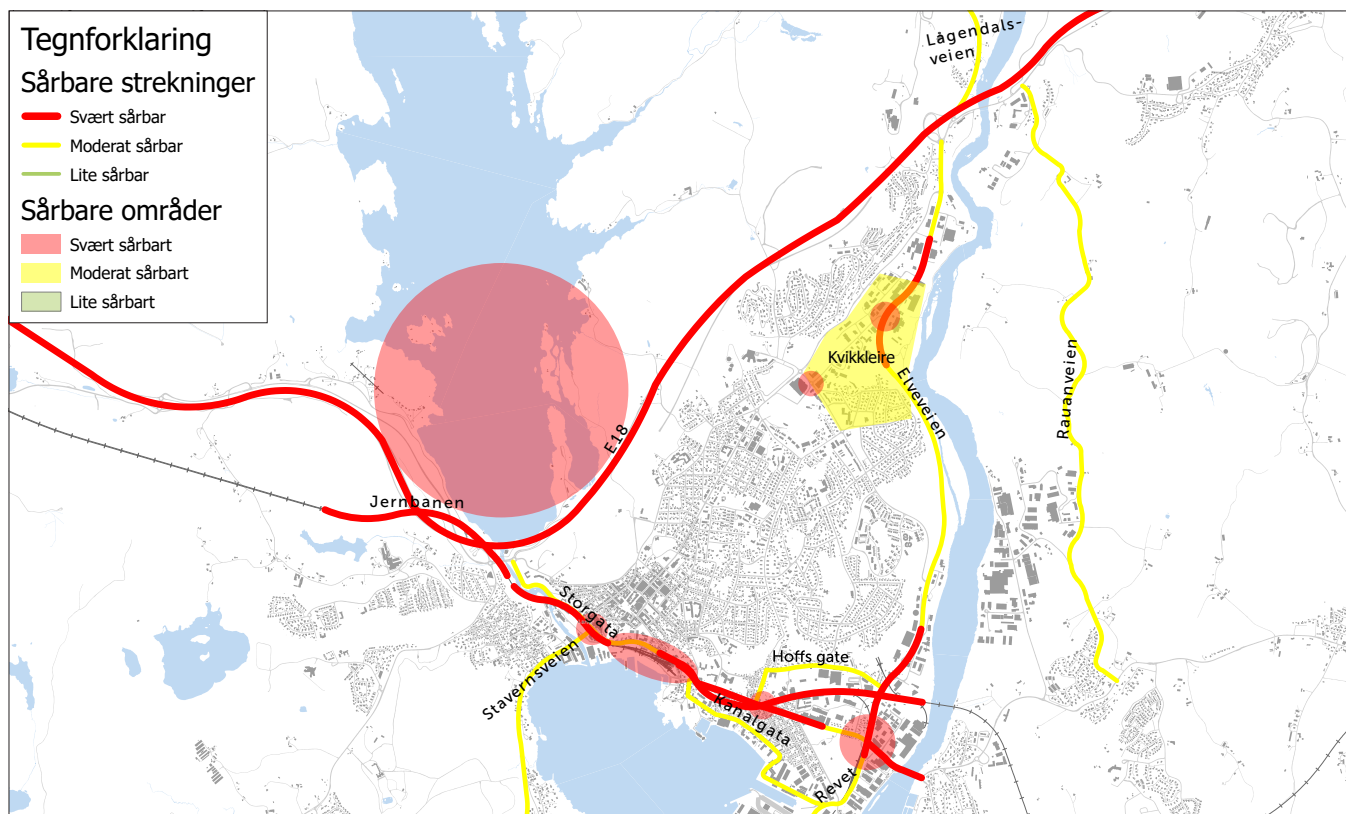 Tegnforklaring
Sårbare strekninger
Svært sårbar
Moderat sårbar
Lite sårbar
Sårbare områder
Svært sårbart
Moderat sårbart
Lite sårbart
Lågendals-
veien
Kvikkleire
Elveveien
Rauanveien
E18
Jernbanen
Storgata
Stavernsveien
Hoffs gate
Kanalgata
Revet